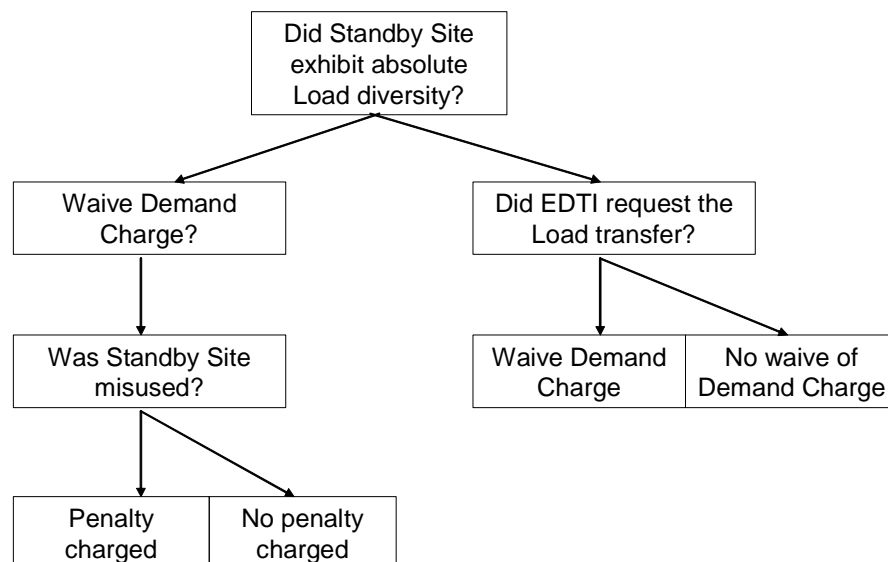 Did Standby Site
exhibit absolute
Load diversity?
Waive Demand
Charge?
Did EDTI request the
Load transfer?
Was Standby Site
misused?
Waive Demand
Charge
No waive of
Demand Charge
Penalty
charged
No penalty
charged